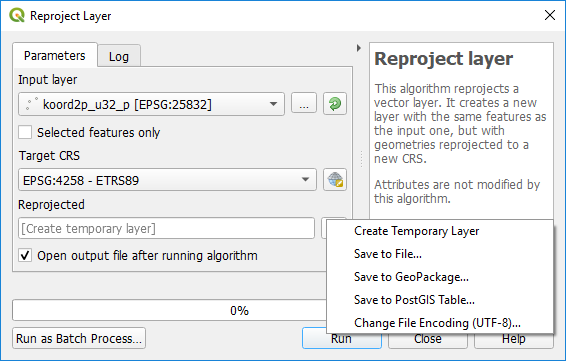 Reproject Layer
Parameters
Log
Input layer
koord2p_u32_p [EPSG:25832]
...
Selected features only
Target CRS
EPSG:4258 - ETRS89
Reprojected
[Create temporary layer]
Open output file after running algorithm
0%
Run as Batch Process...
Run
Close
Help
Reproject layer
This algorithm reprojects a
vector layer. It creates a new
layer with the same features as
the input one, but with
geometries reprojected to a
new CRS.
Attributes are not modified by
this algorithm.
Create Temporary Layer
Save to File...
Save to GeoPackage...
Save to PostGIS Table...
Change File Encoding (UTF-8)...